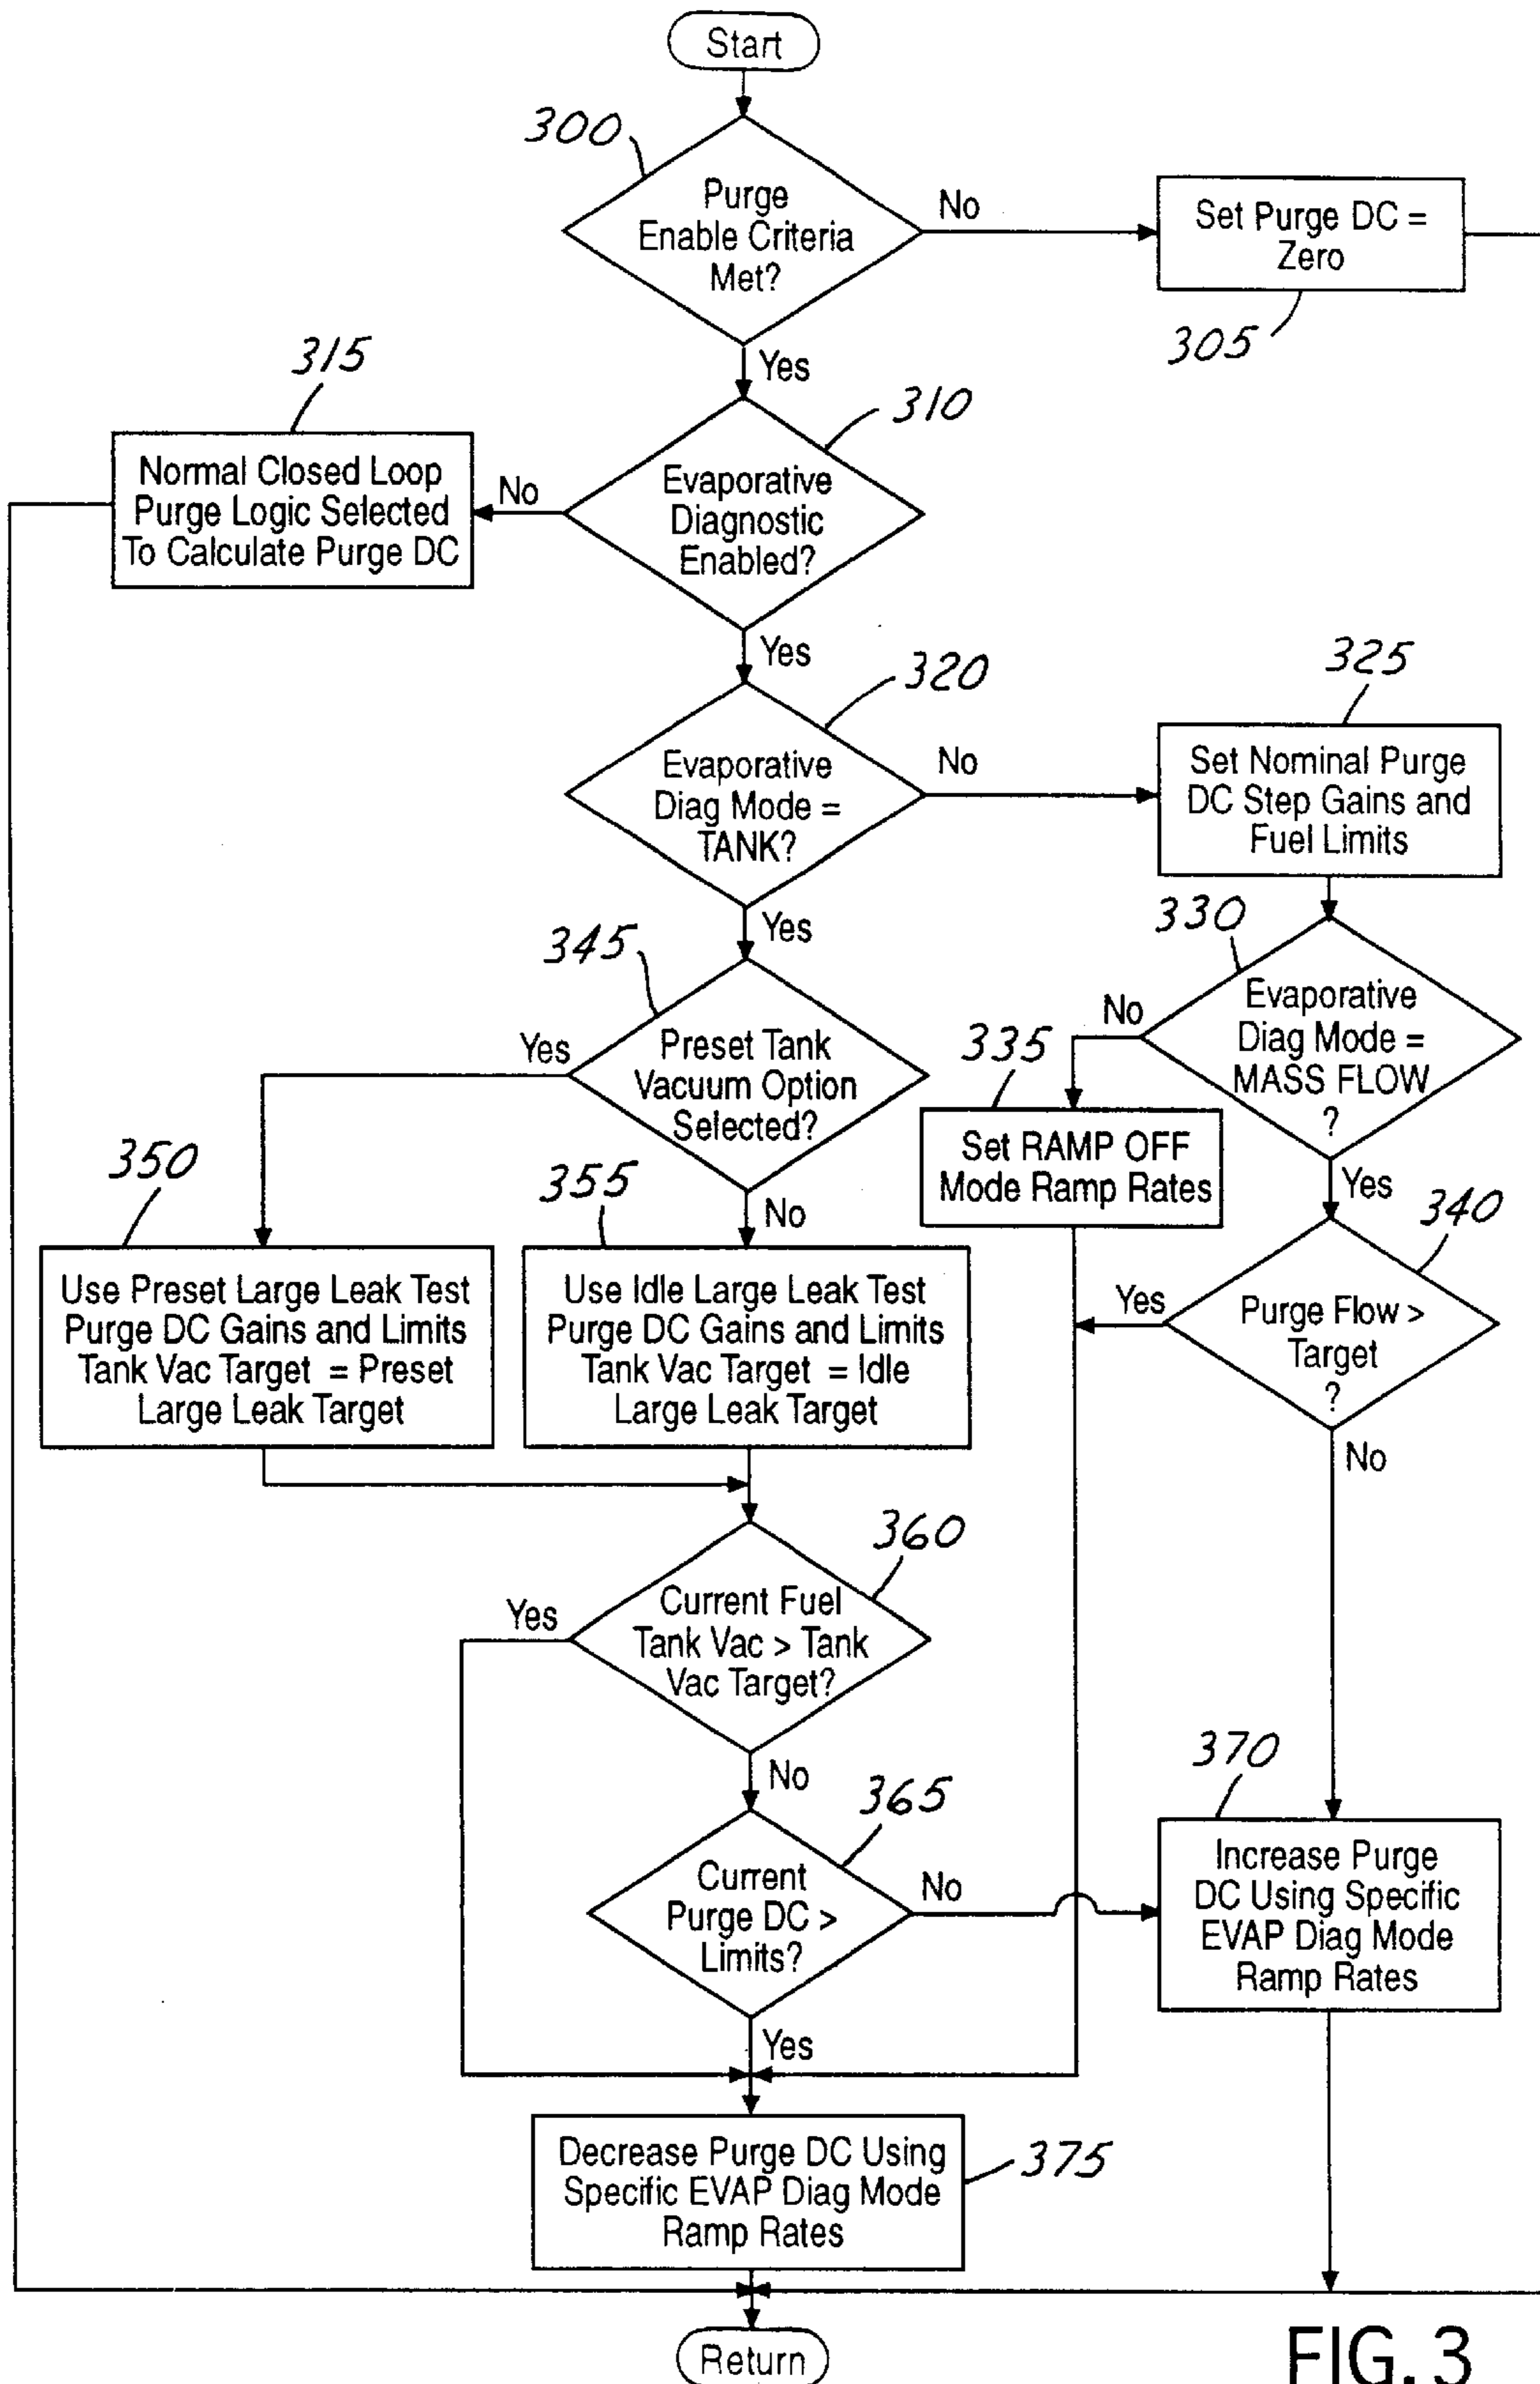 Start
300
Purge
Enable Criteria
Met?
No
Set Purge DC =
Zero
305
Yes
315
310
Normal Closed Loop
Purge Logic Selected
To Calculate Purge DC
No
Evaporative
Diagnostic
Enabled?
Yes
320
325
Evaporative
Diag Mode =
TANK?
No
Set Nominal Purge
DC Step Gains and
Fuel Limits
Yes
345
330
Preset Tank
Vacuum Option
Selected?
Yes
No
335
Evaporative
Diag Mode =
MASS FLOW
?
Set RAMP OFF
Mode Ramp Rates
Yes
340
350
355
No
Use Preset Large Leak Test
Purge DC Gains and Limits
Tank Vac Target = Preset
Large Leak Target
Use Idle Large Leak Test
Purge DC Gains and Limits
Tank Vac Target = Idle
Large Leak Target
Yes
Purge Flow >
Target
?
No
360
Yes
Current Fuel
Tank Vac > Tank
Vac Target?
No
365
370
Current
Purge DC >
Limits?
No
Increase Purge
DC Using Specific
EVAP Diag Mode
Ramp Rates
Yes
Decrease Purge DC Using
Specific EVAP Diag Mode
Ramp Rates
375
Return
FIG. 3